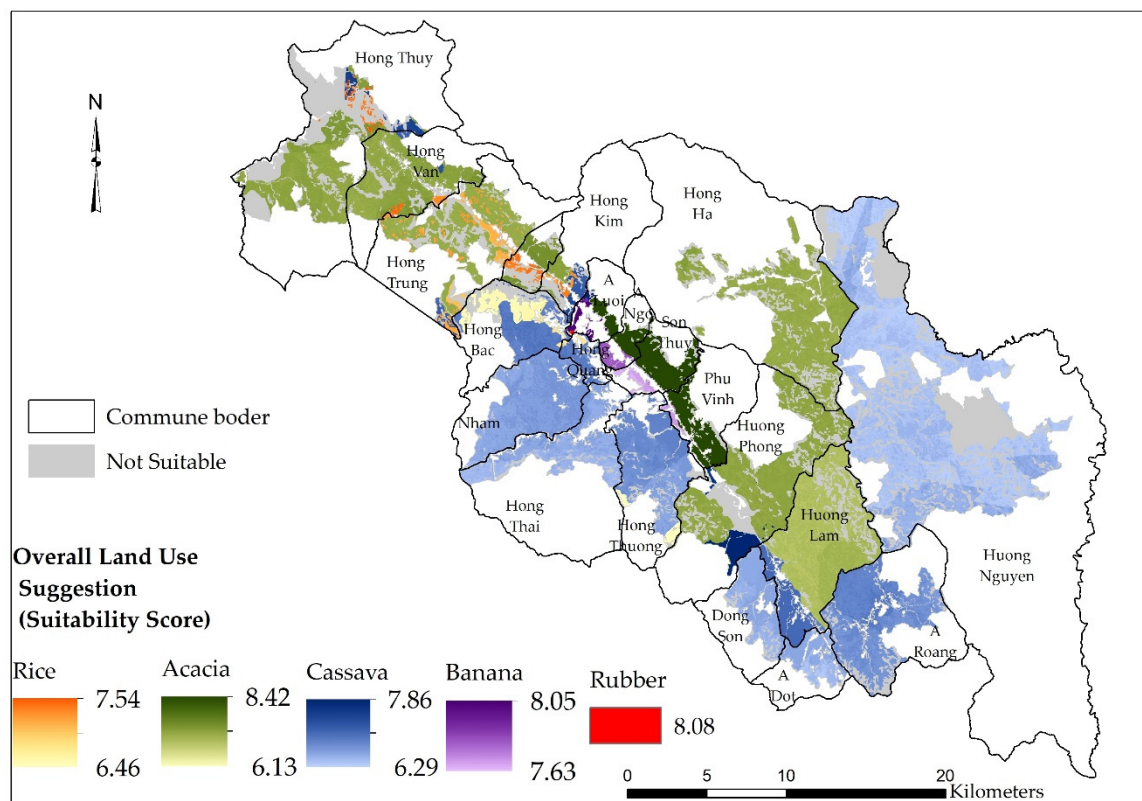 Hong Thuy
N
Hong
Van
Hong
Kim
Hong
Ha
Hong
Trung
A
Luoi
A
Ngo
Son
Thuy
Hong
Bac
Hong
Quang
Phu
Vinh
Nham
Huong
Phong
Commune boder
Not Suitable
Hong
Thai
Hong
Thuong
Huong
Lam
Huong
Nguyen
Dong
Son
A
Roang
A
Dot
Overall Land Use
Suggestion
(Suitability Score)
Rice
7.54
6.46
Acacia
8.42
6.13
Cassava
7.86
6.29
Banana
8.05
7.63
Rubber
8.08
0 5 10 20
Kilometers